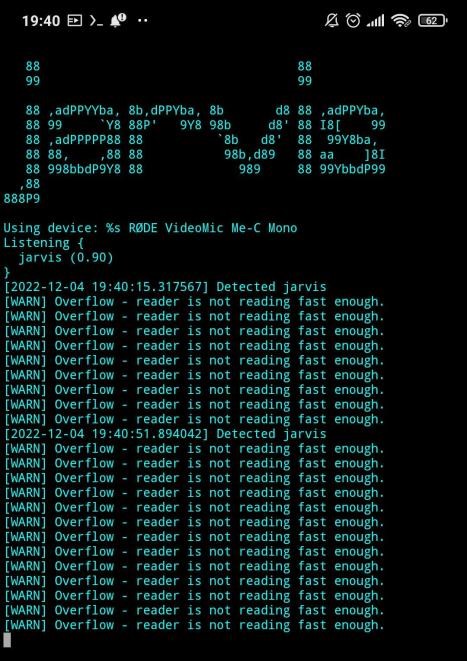 19:40 62
   88                                  88
   99                                  99

   88 ,adPPYYba, 8b,dPPYba, 8b       d8 88 ,adPPYba,
   88 99     `Y8 88P'   9Y8 98b     d8' 88 I8[    99
   88 ,adPPPPP88 88          `8b   d8'  88  99Y8ba,
   88 88,    ,88 88           98b,d89   88 aa    ]8I
   88 998bbdP9Y8 88             989     88 99YbbdP99
  ,88
888P9
Using device: %s RØDE VideoMic Me-C Mono
Listening {
  jarvis (0.90)
}
[2022-12-04 19:40:15.317567] Detected jarvis
[WARN] Overflow - reader is not reading fast enough.
[WARN] Overflow - reader is not reading fast enough.
[WARN] Overflow - reader is not reading fast enough.
[WARN] Overflow - reader is not reading fast enough.
[WARN] Overflow - reader is not reading fast enough.
[WARN] Overflow - reader is not reading fast enough.
[WARN] Overflow - reader is not reading fast enough.
[WARN] Overflow - reader is not reading fast enough.
[WARN] Overflow - reader is not reading fast enough.
[2022-12-04 19:40:51.894042] Detected jarvis
[WARN] Overflow - reader is not reading fast enough.
[WARN] Overflow - reader is not reading fast enough.
[WARN] Overflow - reader is not reading fast enough.
[WARN] Overflow - reader is not reading fast enough.
[WARN] Overflow - reader is not reading fast enough.
[WARN] Overflow - reader is not reading fast enough.
[WARN] Overflow - reader is not reading fast enough.
[WARN] Overflow - reader is not reading fast enough.
[WARN] Overflow - reader is not reading fast enough.
[WARN] Overflow - reader is not reading fast enough.
[WARN] Overflow - reader is not reading fast enough.
[WARN] Overflow - reader is not reading fast enough.
[WARN] Overflow - reader is not reading fast enough.